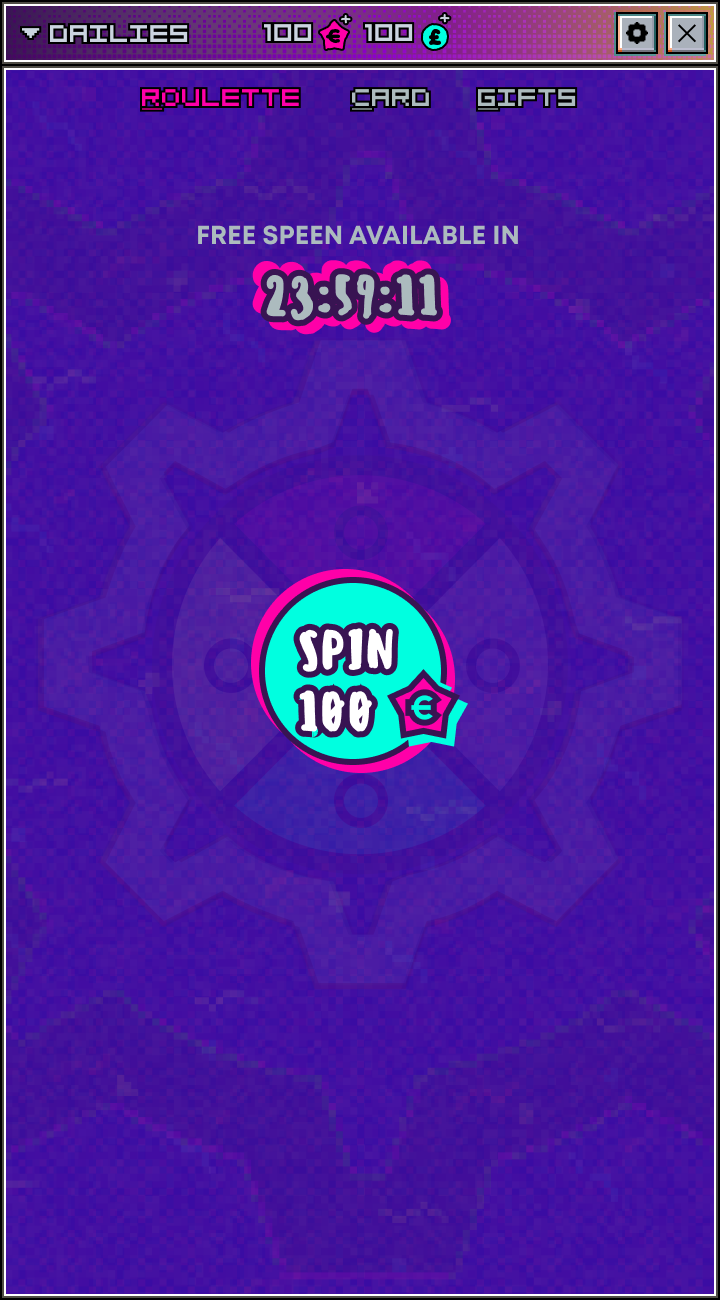 DAILIES 100 € 100 £
ROULETTE CARD GIFTS
FREE SPEEN AVAILABLE IN
23:59:11
SPIN
100 €